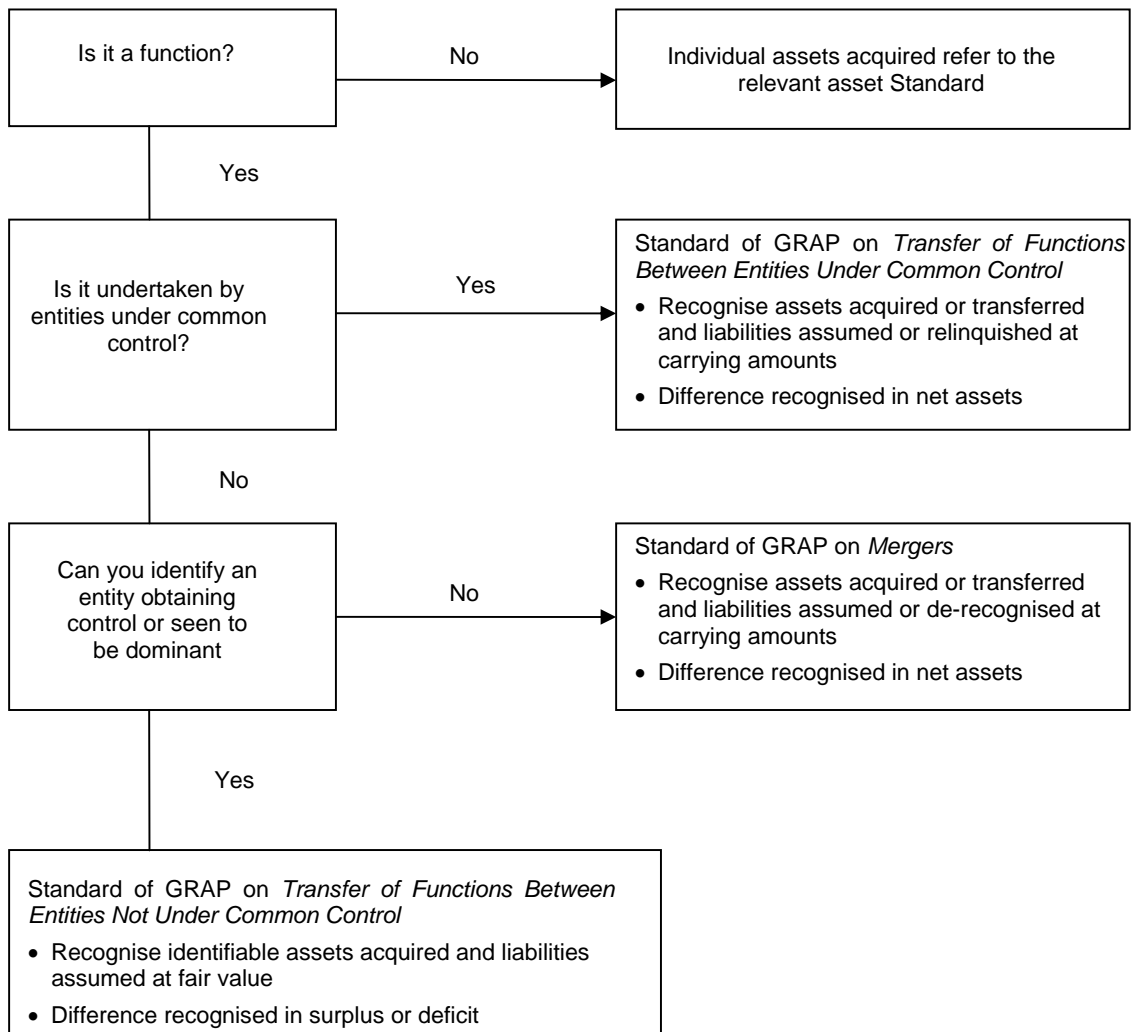 Is it a function?
No
Individual assets acquired refer to the
relevant asset Standard
Yes
Is it undertaken by
entities under common
control?
Yes
Standard of GRAP on Transfer of Functions
Between Entities Under Common Control
• Recognise assets acquired or transferred
and liabilities assumed or relinquished at
carrying amounts
• Difference recognised in net assets
No
Can you identify an
entity obtaining
control or seen to
be dominant
No
Standard of GRAP on Mergers
• Recognise assets acquired or transferred
and liabilities assumed or de-recognised at
carrying amounts
• Difference recognised in net assets
Yes
Standard of GRAP on Transfer of Functions Between
Entities Not Under Common Control
• Recognise identifiable assets acquired and liabilities
assumed at fair value
• Difference recognised in surplus or deficit